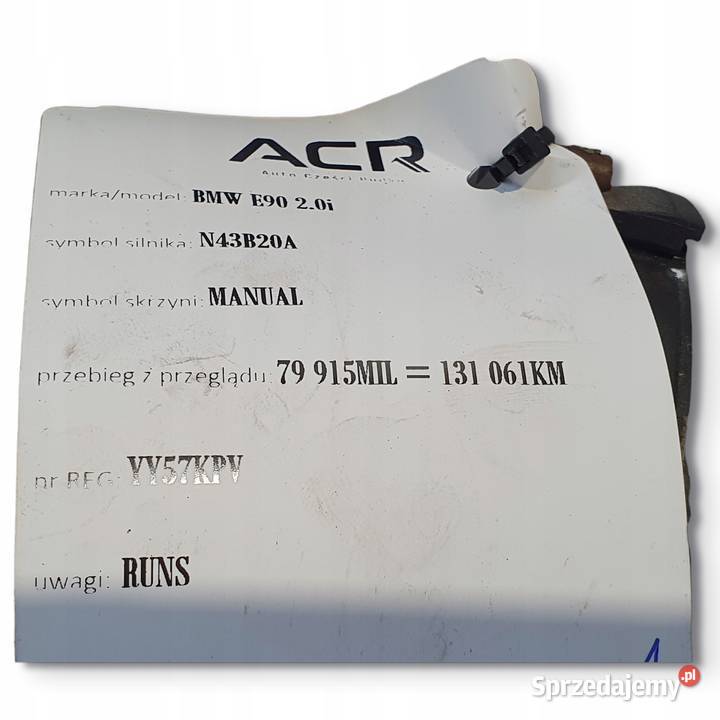 ACR
Auto Części
marka/model: BMW E90 2.0i
symbol silnika: N43B20A
symbol skrzyni: MANUAL
przebieg z przeglądu: 79 915MIL = 131 061KM
nr REG: YY57KPV
uwagi: RUNS
1
Sprzedajemy.pl